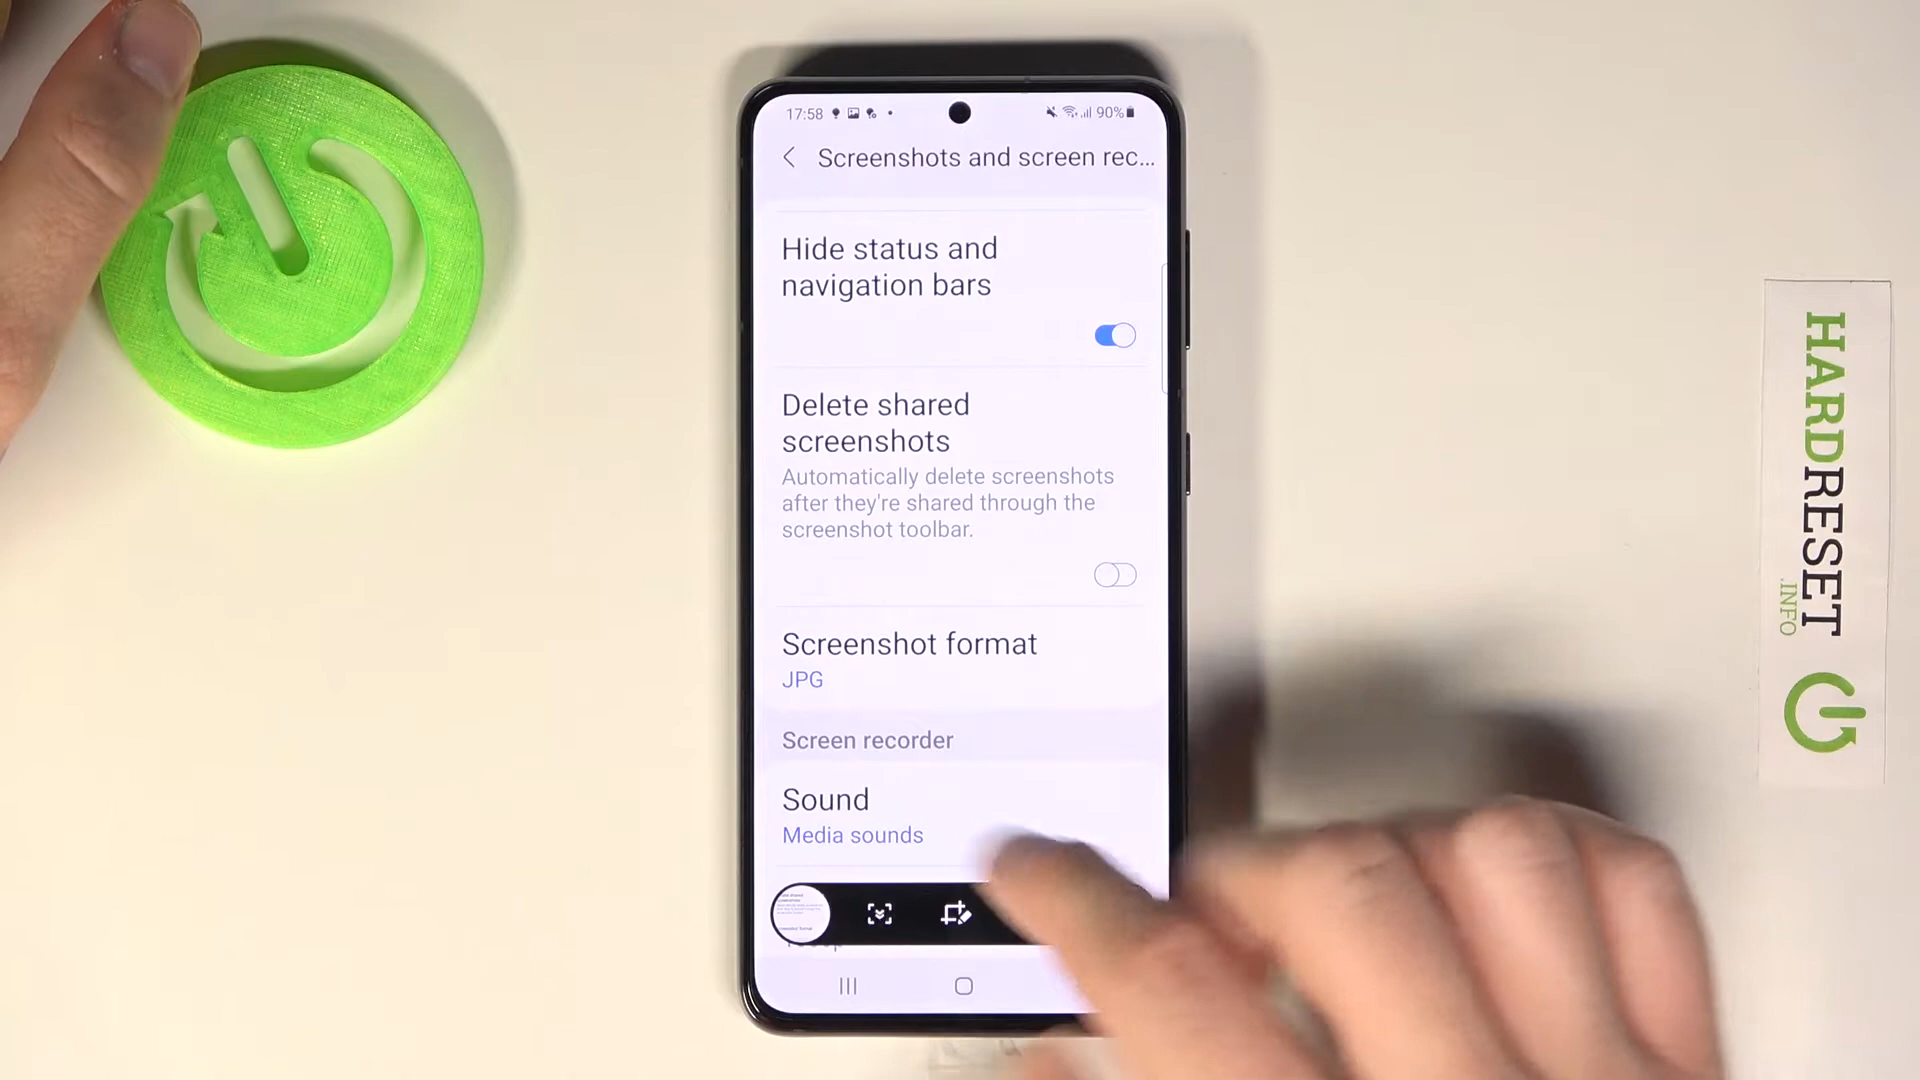 17:58
90%
Screenshots and screen rec...
Hide status and
navigation bars
Delete shared
screenshots
Automatically delete screenshots
after they're shared through the
screenshot toolbar.
Screenshot format
JPG
Screen recorder
Sound
Media sounds
HARDRESET
.INFO